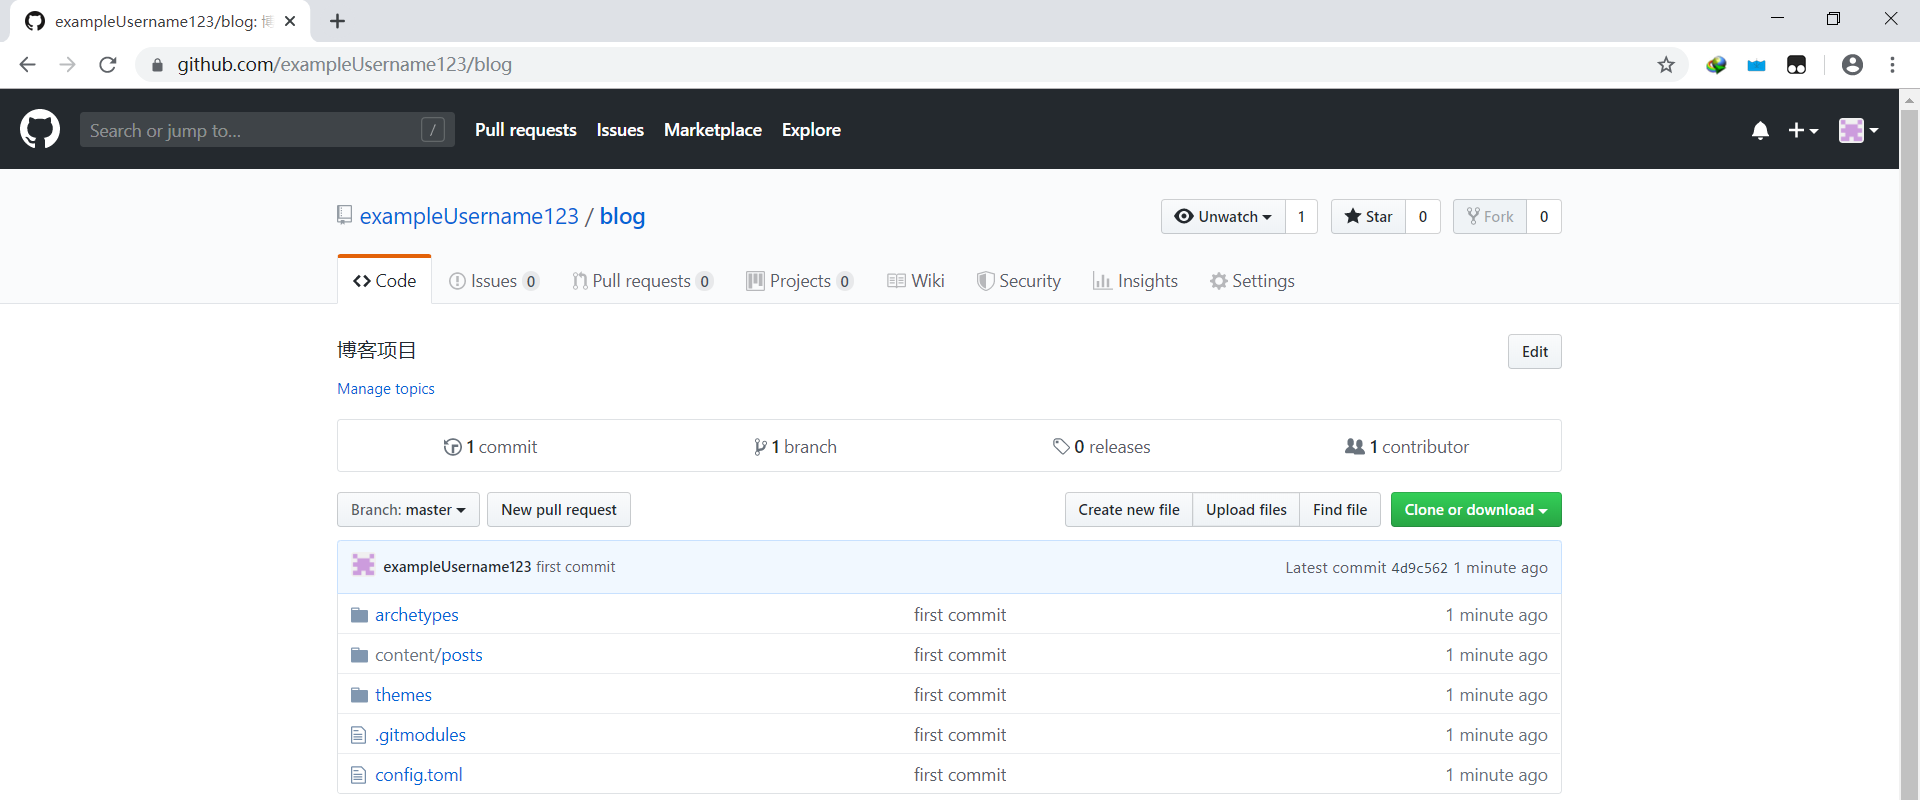 exampleUsername123/blog: 博
github.com/exampleUsername123/blog
Search or jump to... / Pull requests Issues Marketplace Explore
exampleUsername123 / blog Unwatch 1 Star 0 Fork 0
Code Issues 0 Pull requests 0 Projects 0 Wiki Security Insights Settings
博客项目 Edit
Manage topics
1 commit 1 branch 0 releases 1 contributor
Branch: master New pull request Create new file Upload files Find file Clone or download
exampleUsername123 first commit Latest commit 4d9c562 1 minute ago
archetypes first commit 1 minute ago
content/posts first commit 1 minute ago
themes first commit 1 minute ago
.gitmodules first commit 1 minute ago
config.toml first commit 1 minute ago